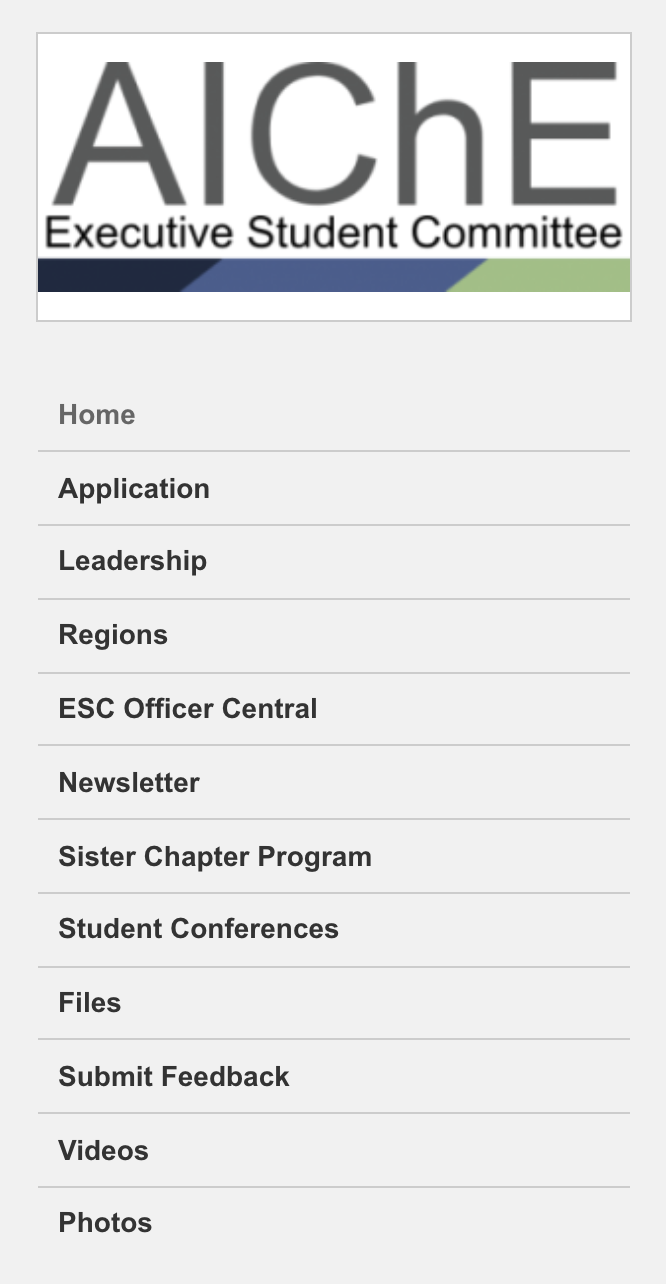 AIChE
Executive Student Committee
Home
Application
Leadership
Regions
ESC Officer Central
Newsletter
Sister Chapter Program
Student Conferences
Files
Submit Feedback
Videos
Photos